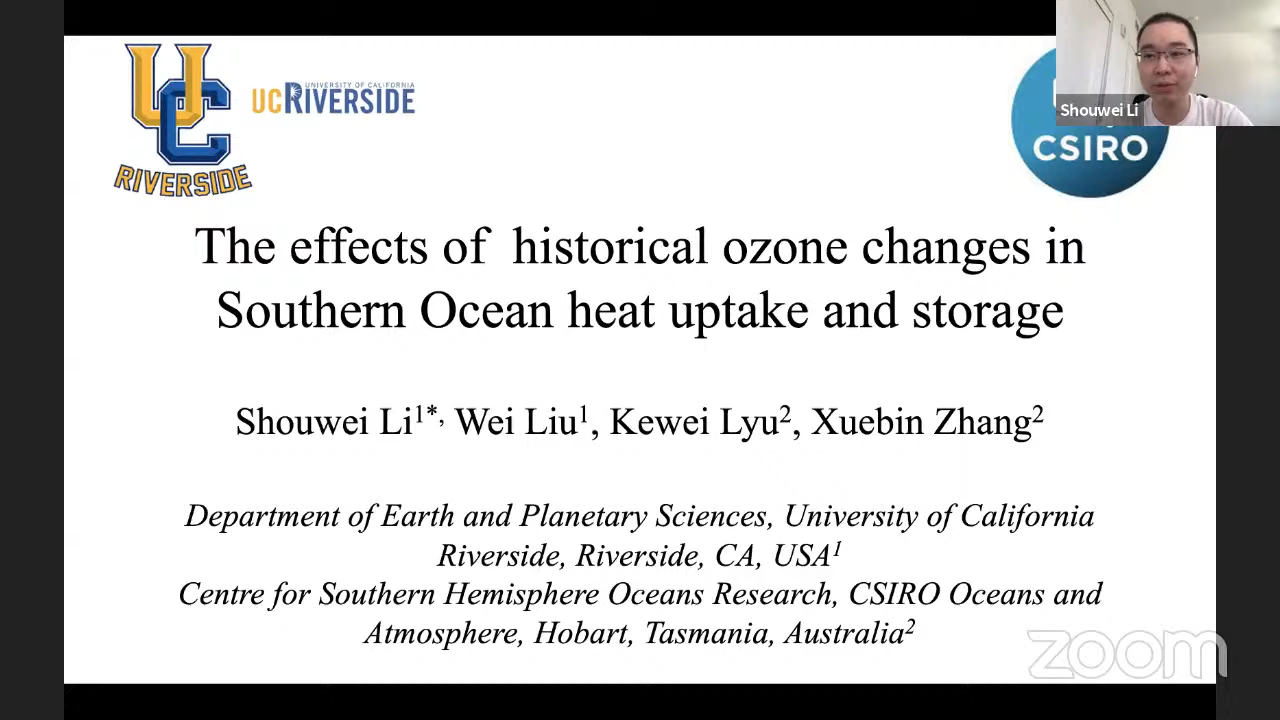 UC
RIVERSIDE
UNIVERSITY OF CALIFORNIA
UCRIVERSIDE
Shouwei Li
CSIRO
The effects of historical ozone changes in
Southern Ocean heat uptake and storage
Shouwei Li1*, Wei Liu1, Kewei Lyu2, Xuebin Zhang2
Department of Earth and Planetary Sciences, University of California
Riverside, Riverside, CA, USA1
Centre for Southern Hemisphere Oceans Research, CSIRO Oceans and
Atmosphere, Hobart, Tasmania, Australia2
zoom